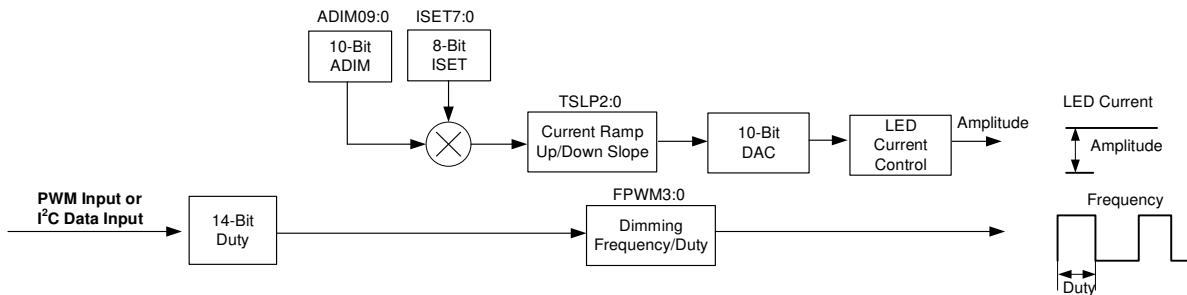 ADIM09:0
ISET7:0
10-Bit
ADIM
8-Bit
ISET
TSLP2:0
Current Ramp
Up/Down Slope
10-Bit
DAC
LED
Current
Control
Amplitude
LED Current
Amplitude
PWM Input or
I²C Data Input
14-Bit
Duty
FPWM3:0
Dimming
Frequency/Duty
Frequency
Duty